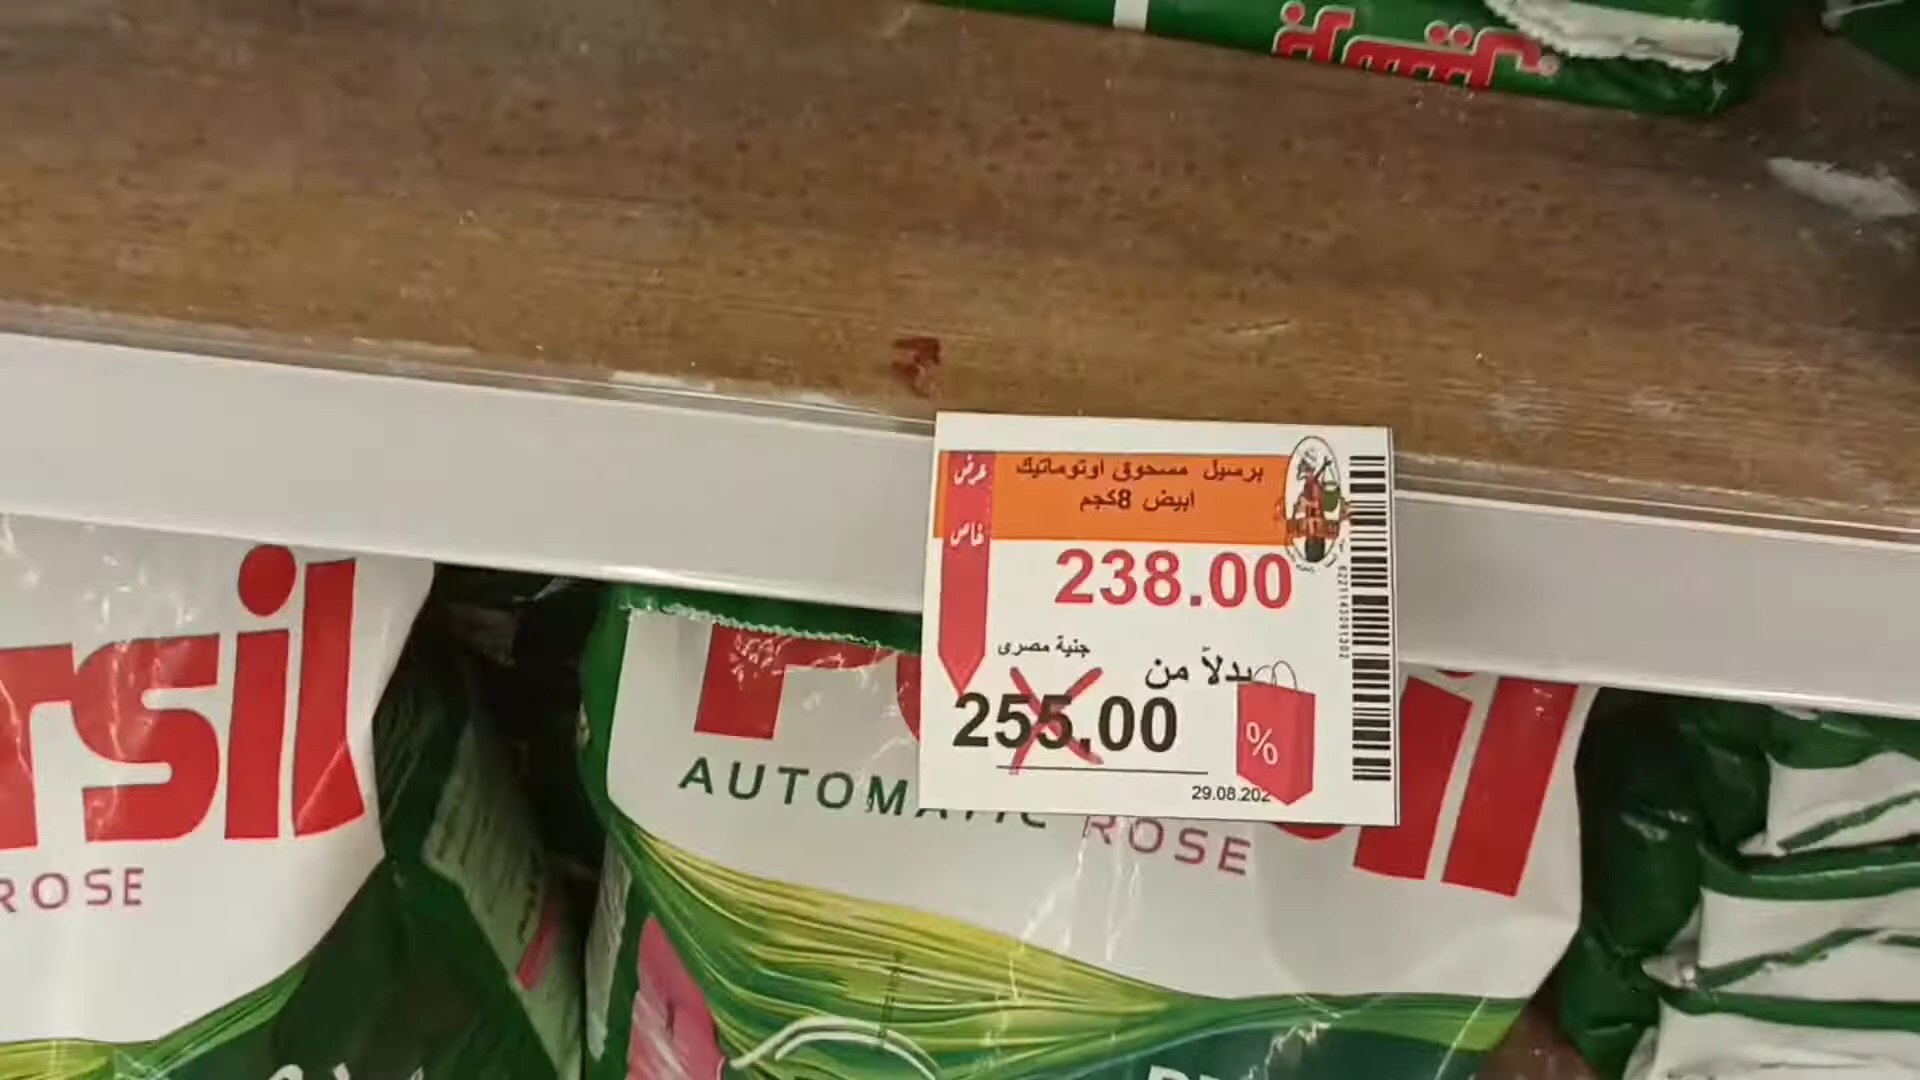 برسيل مسحوق اوتوماتيك
ابيض 8كجم
عرض
خاص
238.00
جنية مصرى
بدلاً من
255.00
%
29.08.202
6221143091302
rsil
ROSE
AUTOMATIC ROSE